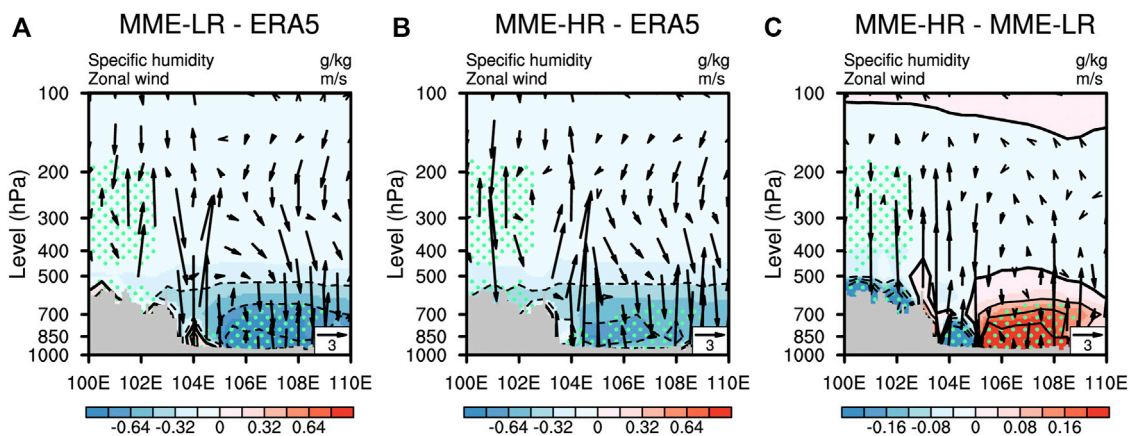 A MME-LR - ERA5
Specific humidity g/kg
Zonal wind m/s
Level (hPa)
100
200
300
400
500
700
850
1000
3
100E 102E 104E 106E 108E 110E
-0.64 -0.32 0 0.32 0.64
B MME-HR - ERA5
Specific humidity g/kg
Zonal wind m/s
Level (hPa)
100
200
300
400
500
700
850
1000
3
100E 102E 104E 106E 108E 110E
-0.64 -0.32 0 0.32 0.64
C MME-HR - MME-LR
Specific humidity g/kg
Zonal wind m/s
Level (hPa)
100
200
300
400
500
700
850
1000
3
100E 102E 104E 106E 108E 110E
-0.16 -0.08 0 0.08 0.16